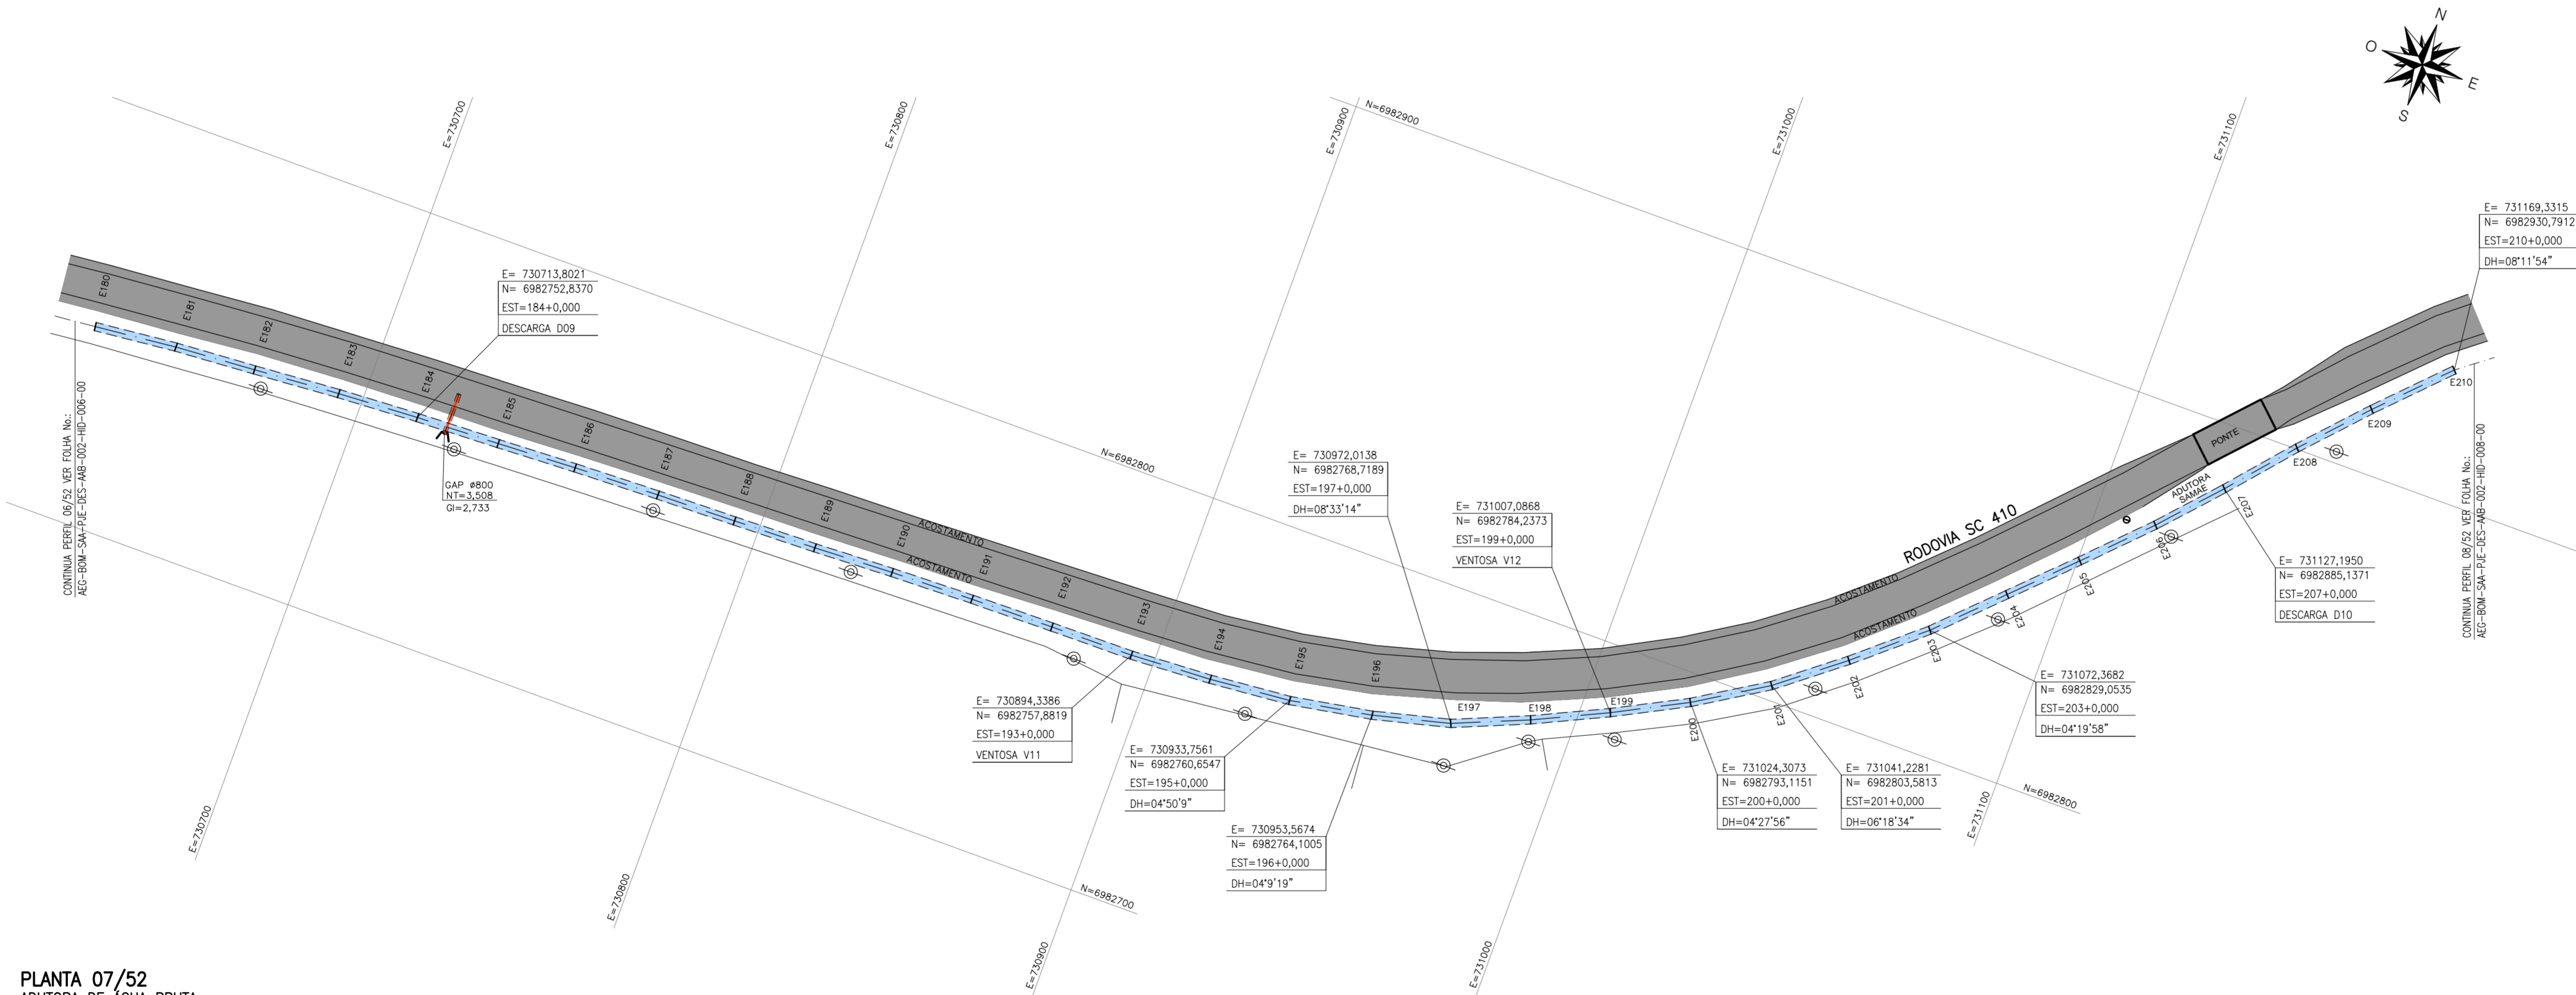 N
O
E
S
E=730700
E=730800
E=730900
N=6982900
E=731000
E=731100
E= 731169,3315
N= 6982930,7912
EST=210+0,000
DH=08°11'54"
E= 730713,8021
N= 6982752,8370
EST=184+0,000
DESCARGA D09
E180
E181
E182
E183
E184
E185
E186
E187
E188
E189
E190
E191
E192
E193
E194
E195
E196
E197
E198
E199
E200
E201
E202
E203
E204
E205
E206
E207
E208
E209
E210
CONTINUA PERFIL 06/52 VER FOLHA No.:
AEG-BOM-SAA-PJE-DES-AAB-002-HID-006-00
GAP ø800
NT=3,508
GI=2,733
ACOSTAMENTO
ACOSTAMENTO
N=6982800
E= 730972,0138
N= 6982768,7189
EST=197+0,000
DH=08°33'14"
E= 731007,0868
N= 6982784,2373
EST=199+0,000
VENTOSA V12
RODOVIA SC 410
ACOSTAMENTO
ACOSTAMENTO
PONTE
ADUTORA
SAMAE
CONTINUA PERFIL 08/52 VER FOLHA No.:
AEG-BOM-SAA-PJE-DES-AAB-002-HID-0008-00
E= 731127,1950
N= 6982885,1371
EST=207+0,000
DESCARGA D10
E= 731072,3682
N= 6982829,0535
EST=203+0,000
DH=04°19'58"
E= 730894,3386
N= 6982757,8819
EST=193+0,000
VENTOSA V11
E= 730933,7561
N= 6982760,6547
EST=195+0,000
DH=04°50'9"
E= 730953,5674
N= 6982764,1005
EST=196+0,000
DH=04°9'19"
E= 731024,3073
N= 6982793,1151
EST=200+0,000
DH=04°27'56"
E= 731041,2281
N= 6982803,5813
EST=201+0,000
DH=06°18'34"
E=730700
E=730800
N=6982700
E=730900
E=731000
E=731100
N=6982800
PLANTA 07/52
ADUTORA DE ÁGUA BRUTA